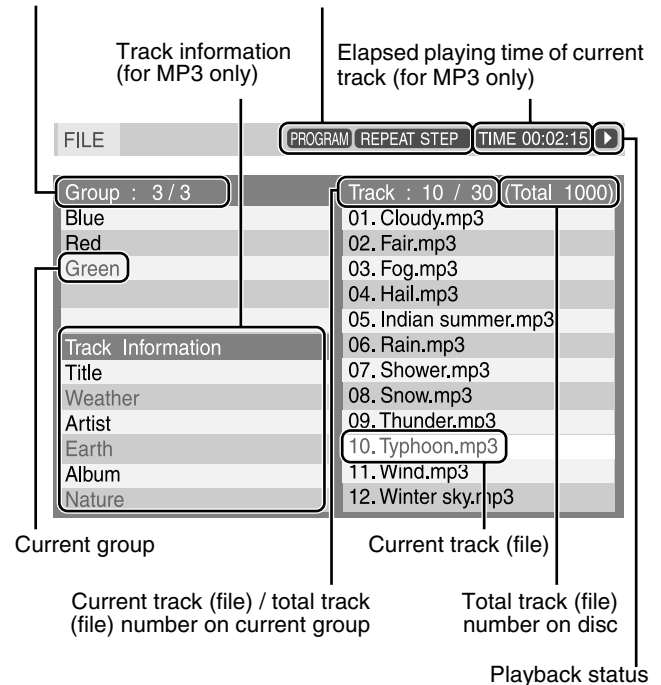 Track information
(for MP3 only)
Elapsed playing time of current
track (for MP3 only)
FILE
PROGRAM REPEAT STEP TIME 00:02:15
Group : 3 / 3
Blue
Red
Green
Track Information
Title
Weather
Artist
Earth
Album
Nature
Track : 10 / 30 (Total 1000)
01. Cloudy.mp3
02. Fair.mp3
03. Fog.mp3
04. Hail.mp3
05. Indian summer.mp3
06. Rain.mp3
07. Shower.mp3
08. Snow.mp3
09. Thunder.mp3
10. Typhoon.mp3
11. Wind.mp3
12. Winter sky.mp3
Current group
Current track (file)
Current track (file) / total track
(file) number on current group
Total track (file)
number on disc
Playback status